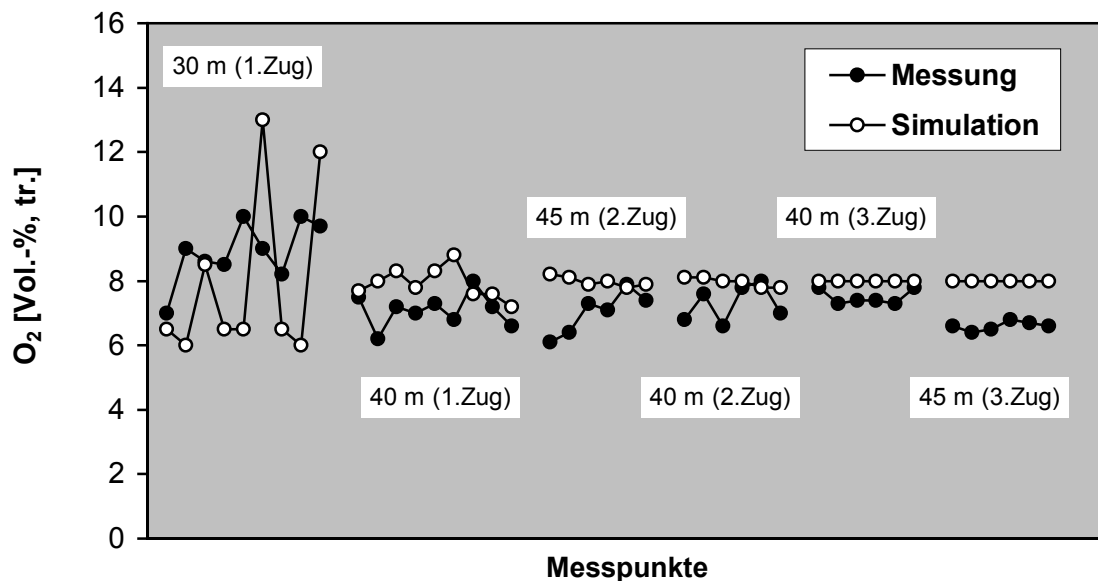 16
14
12
10
8
6
4
2
0
O₂ [Vol.-%, tr.]
30 m (1.Zug)
Messung
Simulation
45 m (2.Zug)
40 m (3.Zug)
40 m (1.Zug)
40 m (2.Zug)
45 m (3.Zug)
Messpunkte